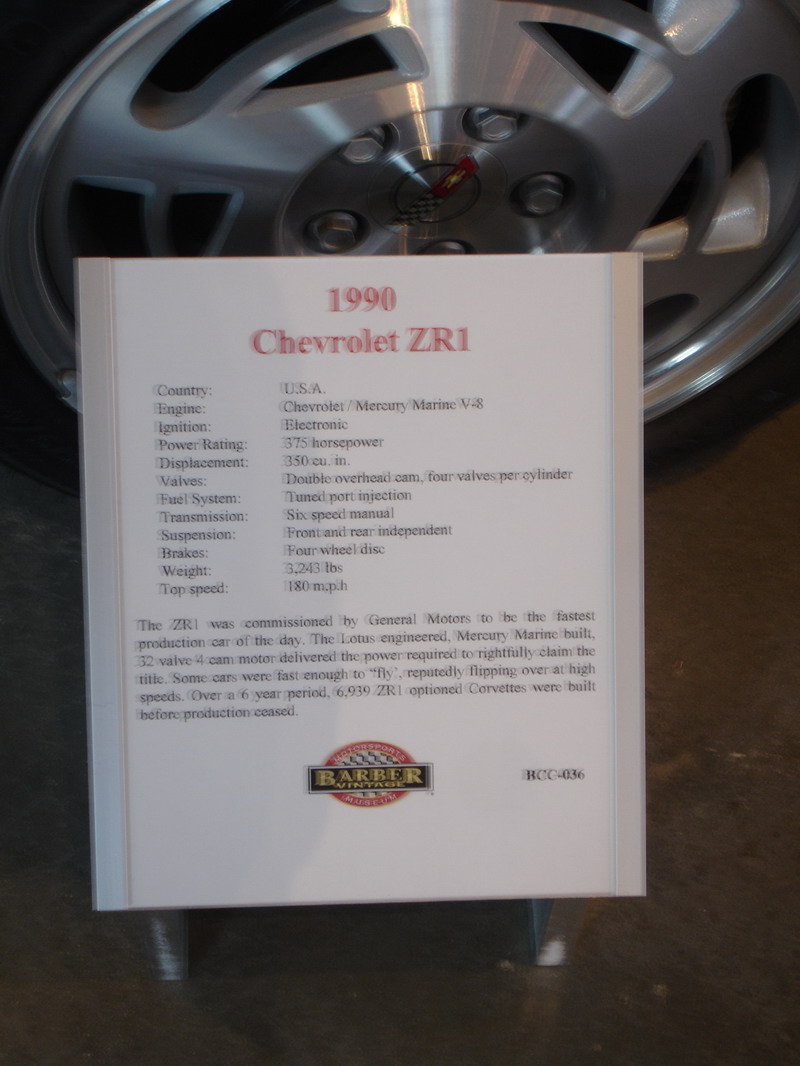 1990
Chevrolet ZR1
Country: U.S.A.
Engine: Chevrolet / Mercury Marine V-8
Ignition: Electronic
Power Rating: 375 horsepower
Displacement: 350 cu. in.
Valves: Double overhead cam, four valves per cylinder
Fuel System: Tuned port injection
Transmission: Six speed manual
Suspension: Front and rear independent
Brakes: Four wheel disc
Weight: 3,243 lbs
Top speed: 180 m.p.h
The ZR1 was commissioned by General Motors to be the fastest
production car of the day. The Lotus engineered, Mercury Marine built,
32 valve 4 cam motor delivered the power required to rightfully claim the
title. Some cars were fast enough to "fly", reputedly flipping over at high
speeds. Over a 6 year period, 6,939 ZR1 optioned Corvettes were built
before production ceased.
MOTORSPORTS
BARBER
VINTAGE
MUSEUM
BCC-036